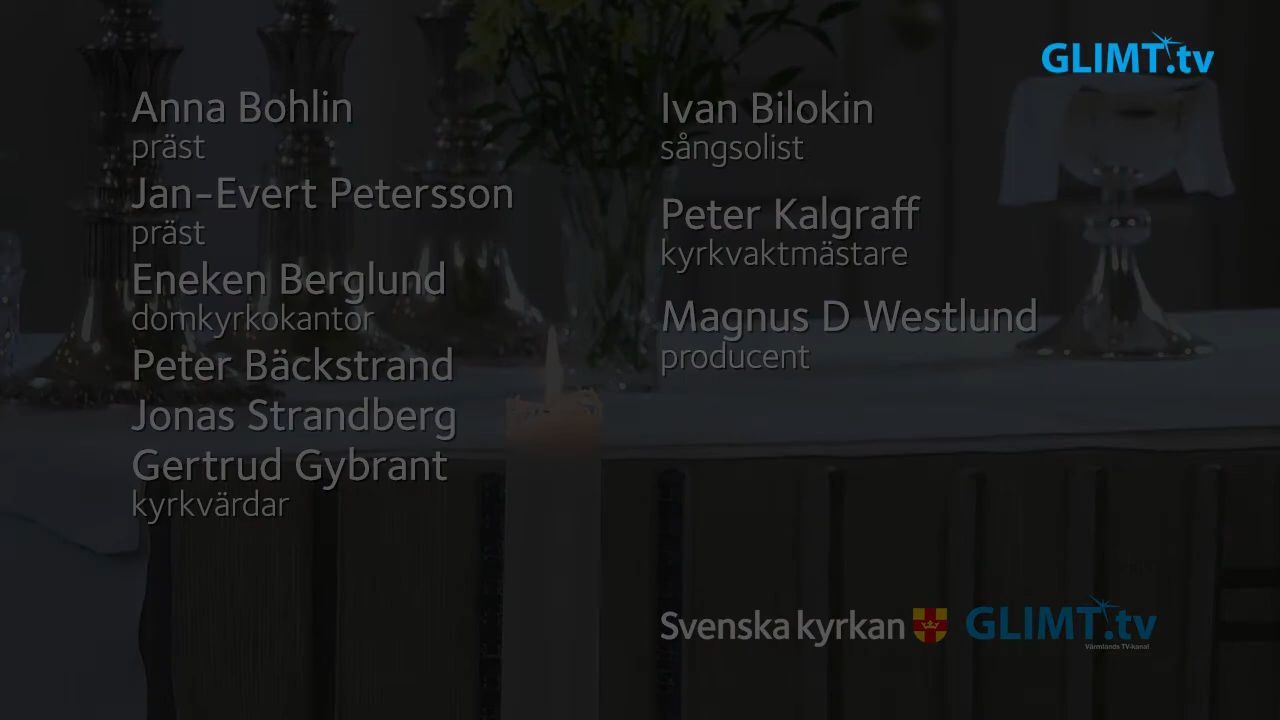 GLIMT.tv
Anna Bohlin
präst
Jan-Evert Petersson
präst
Eneken Berglund
domkyrkokantor
Peter Bäckstrand
Jonas Strandberg
Gertrud Gybrant
kyrkvärdar
Ivan Bilokin
sångsolist
Peter Kalgraff
kyrkvaktmästare
Magnus D Westlund
producent
Svenska kyrkan
GLIMT.tv
Värmlands TV-kanal